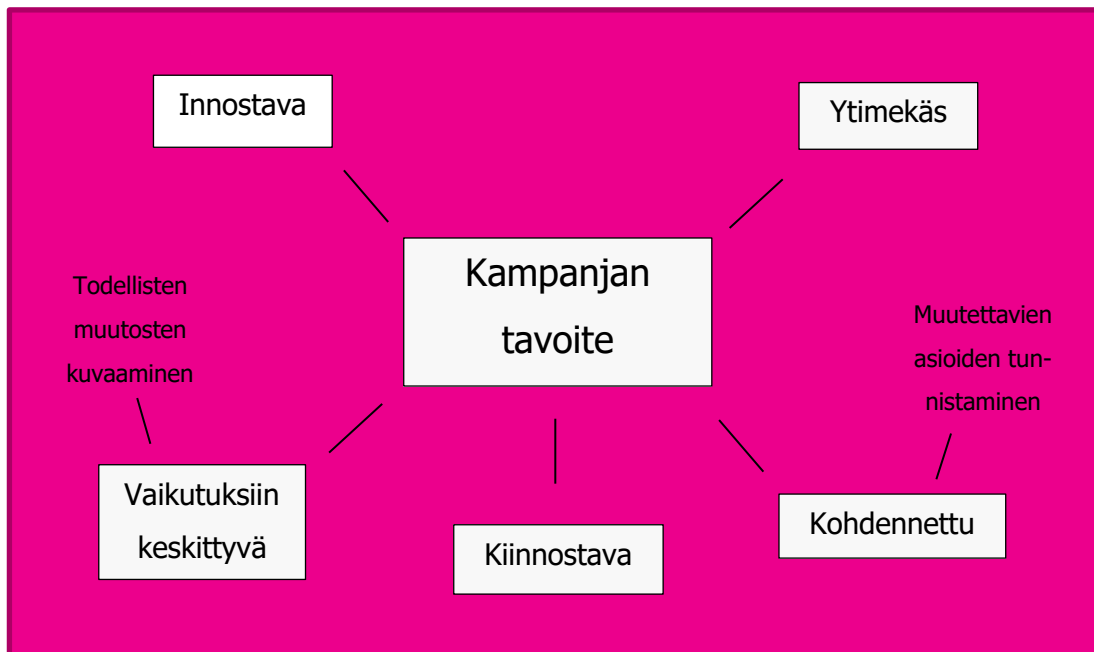 Innostava
Ytimekäs
Kampanjan
tavoite
Todellisten
muutosten
kuvaaminen
Muutettavien
asioiden tun-
nistaminen
Vaikutuksiin
keskittyvä
Kiinnostava
Kohdennettu